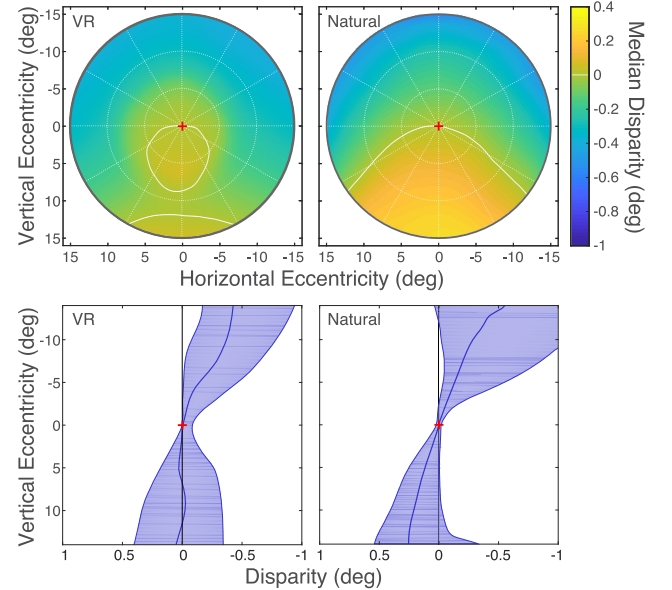 VR
Natural
-15
-10
-5
0
5
10
15
Vertical Eccentricity (deg)
15 10 5 0 -5 -10 -15
15 10 5 0 -5 -10 -15
Horizontal Eccentricity (deg)
0.4
0.2
0
-0.2
-0.4
-0.6
-0.8
-1
Median Disparity (deg)
VR
Natural
-10
-5
0
5
10
Vertical Eccentricity (deg)
1 0.5 0 -0.5 -1
0.5 0 -0.5 -1
Disparity (deg)